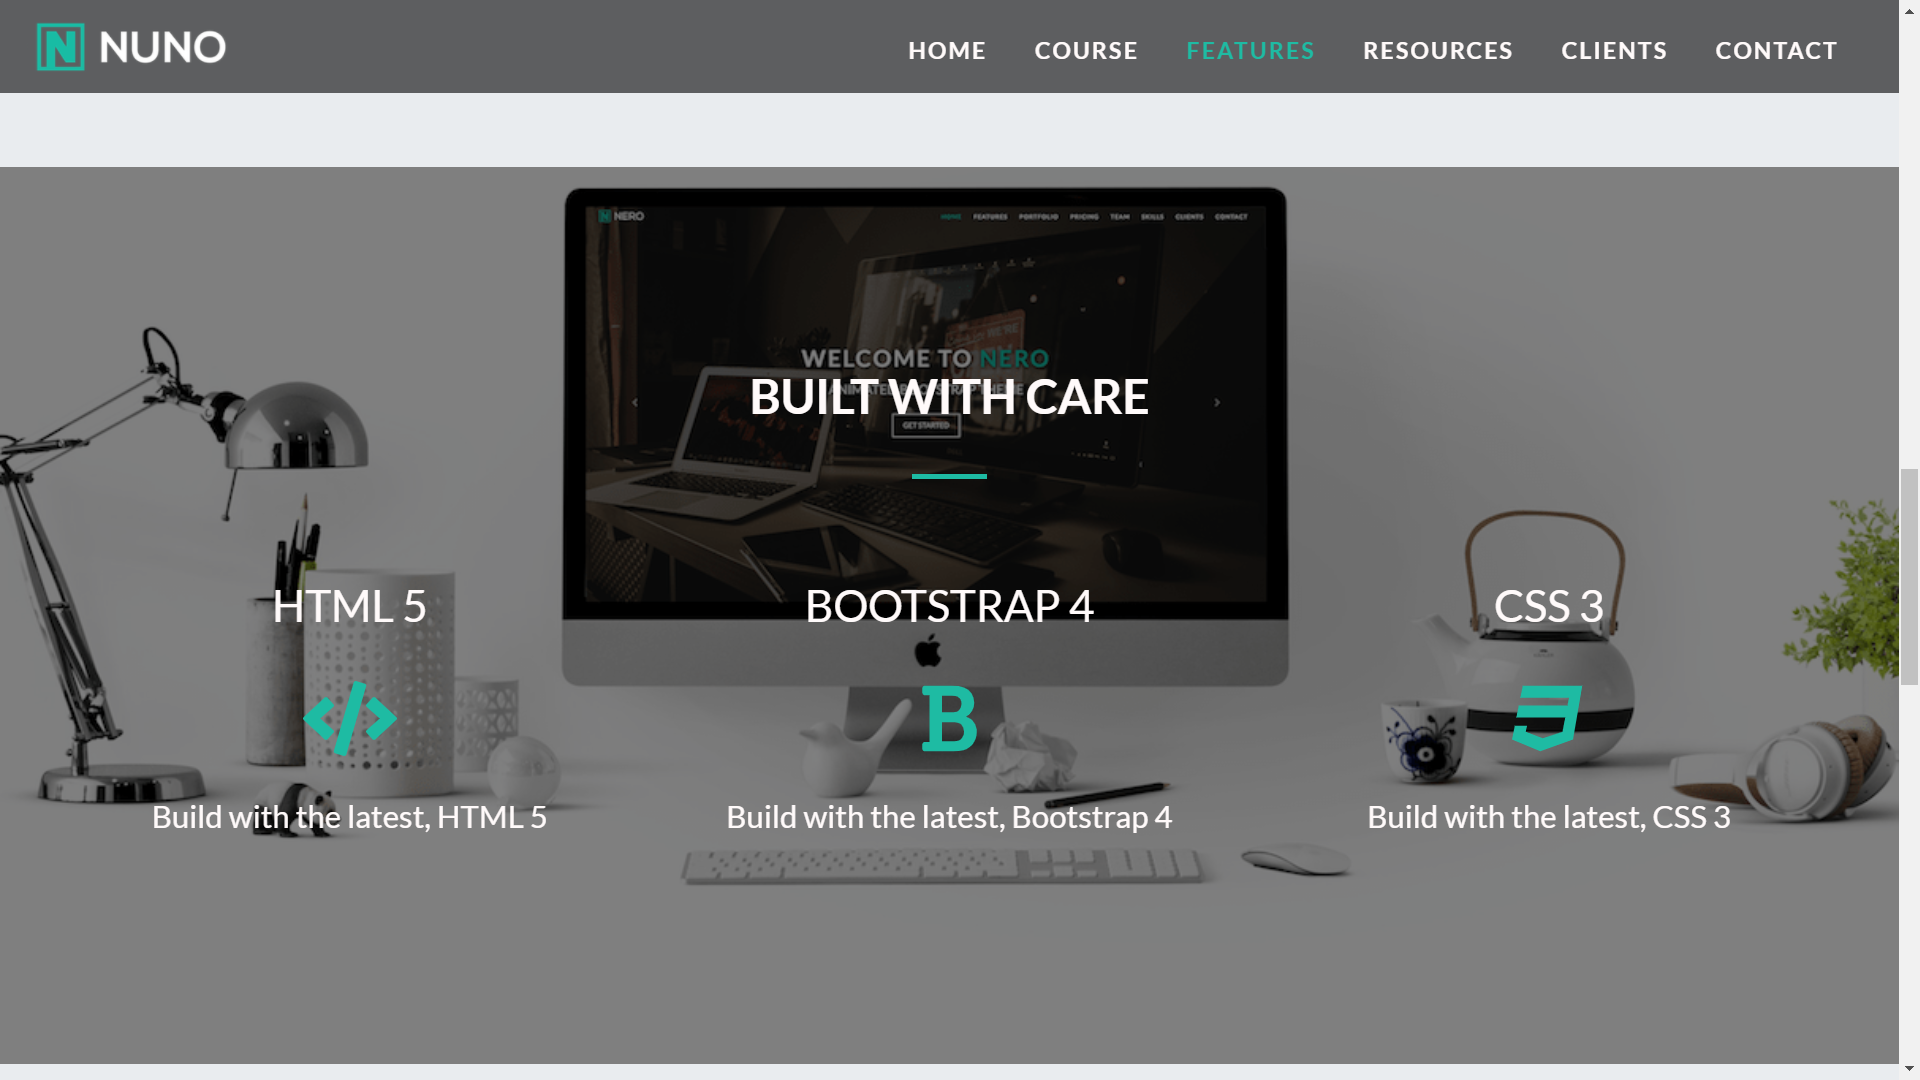 NUNO
HOME COURSE FEATURES RESOURCES CLIENTS CONTACT
NERO
HOME FEATURES PORTFOLIO PRICING TEAM SKILLS CLIENTS CONTACT
WELCOME TO NERO
BUILT WITH CARE
GET STARTED
HTML 5
BOOTSTRAP 4
CSS 3
Build with the latest, HTML 5
Build with the latest, Bootstrap 4
Build with the latest, CSS 3